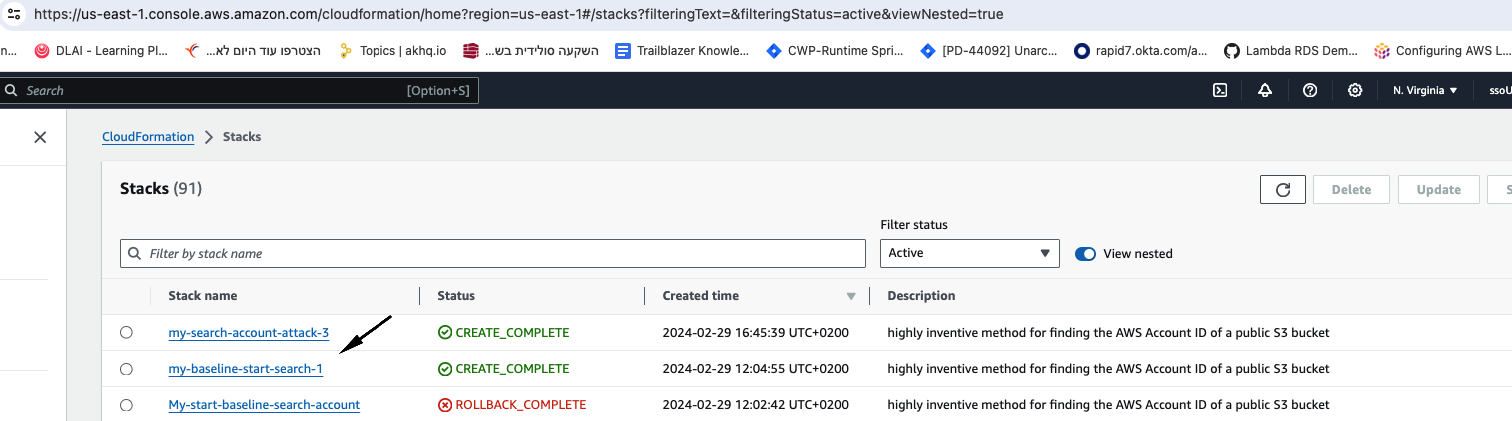 https://us-east-1.console.aws.amazon.com/cloudformation/home?region=us-east-1#/stacks?filteringText=&filteringStatus=active&viewNested=true
n... DLAI - Learning Pl... הצטרפו עוד היום לא... Topics | akhq.io השקעה סולידית בש... Trailblazer Knowle... CWP-Runtime Spri... [PD-44092] Unarc... rapid7.okta.com/a... Lambda RDS Dem... Configuring AWS L...
Search [Option+S] N. Virginia ssoU
CloudFormation Stacks
Stacks (91) Delete Update S
Filter status
Filter by stack name Active View nested
Stack name Status Created time Description
my-search-account-attack-3 CREATE_COMPLETE 2024-02-29 16:45:39 UTC+0200 highly inventive method for finding the AWS Account ID of a public S3 bucket
my-baseline-start-search-1 CREATE_COMPLETE 2024-02-29 12:04:55 UTC+0200 highly inventive method for finding the AWS Account ID of a public S3 bucket
My-start-baseline-search-account ROLLBACK_COMPLETE 2024-02-29 12:02:42 UTC+0200 highly inventive method for finding the AWS Account ID of a public S3 bucket